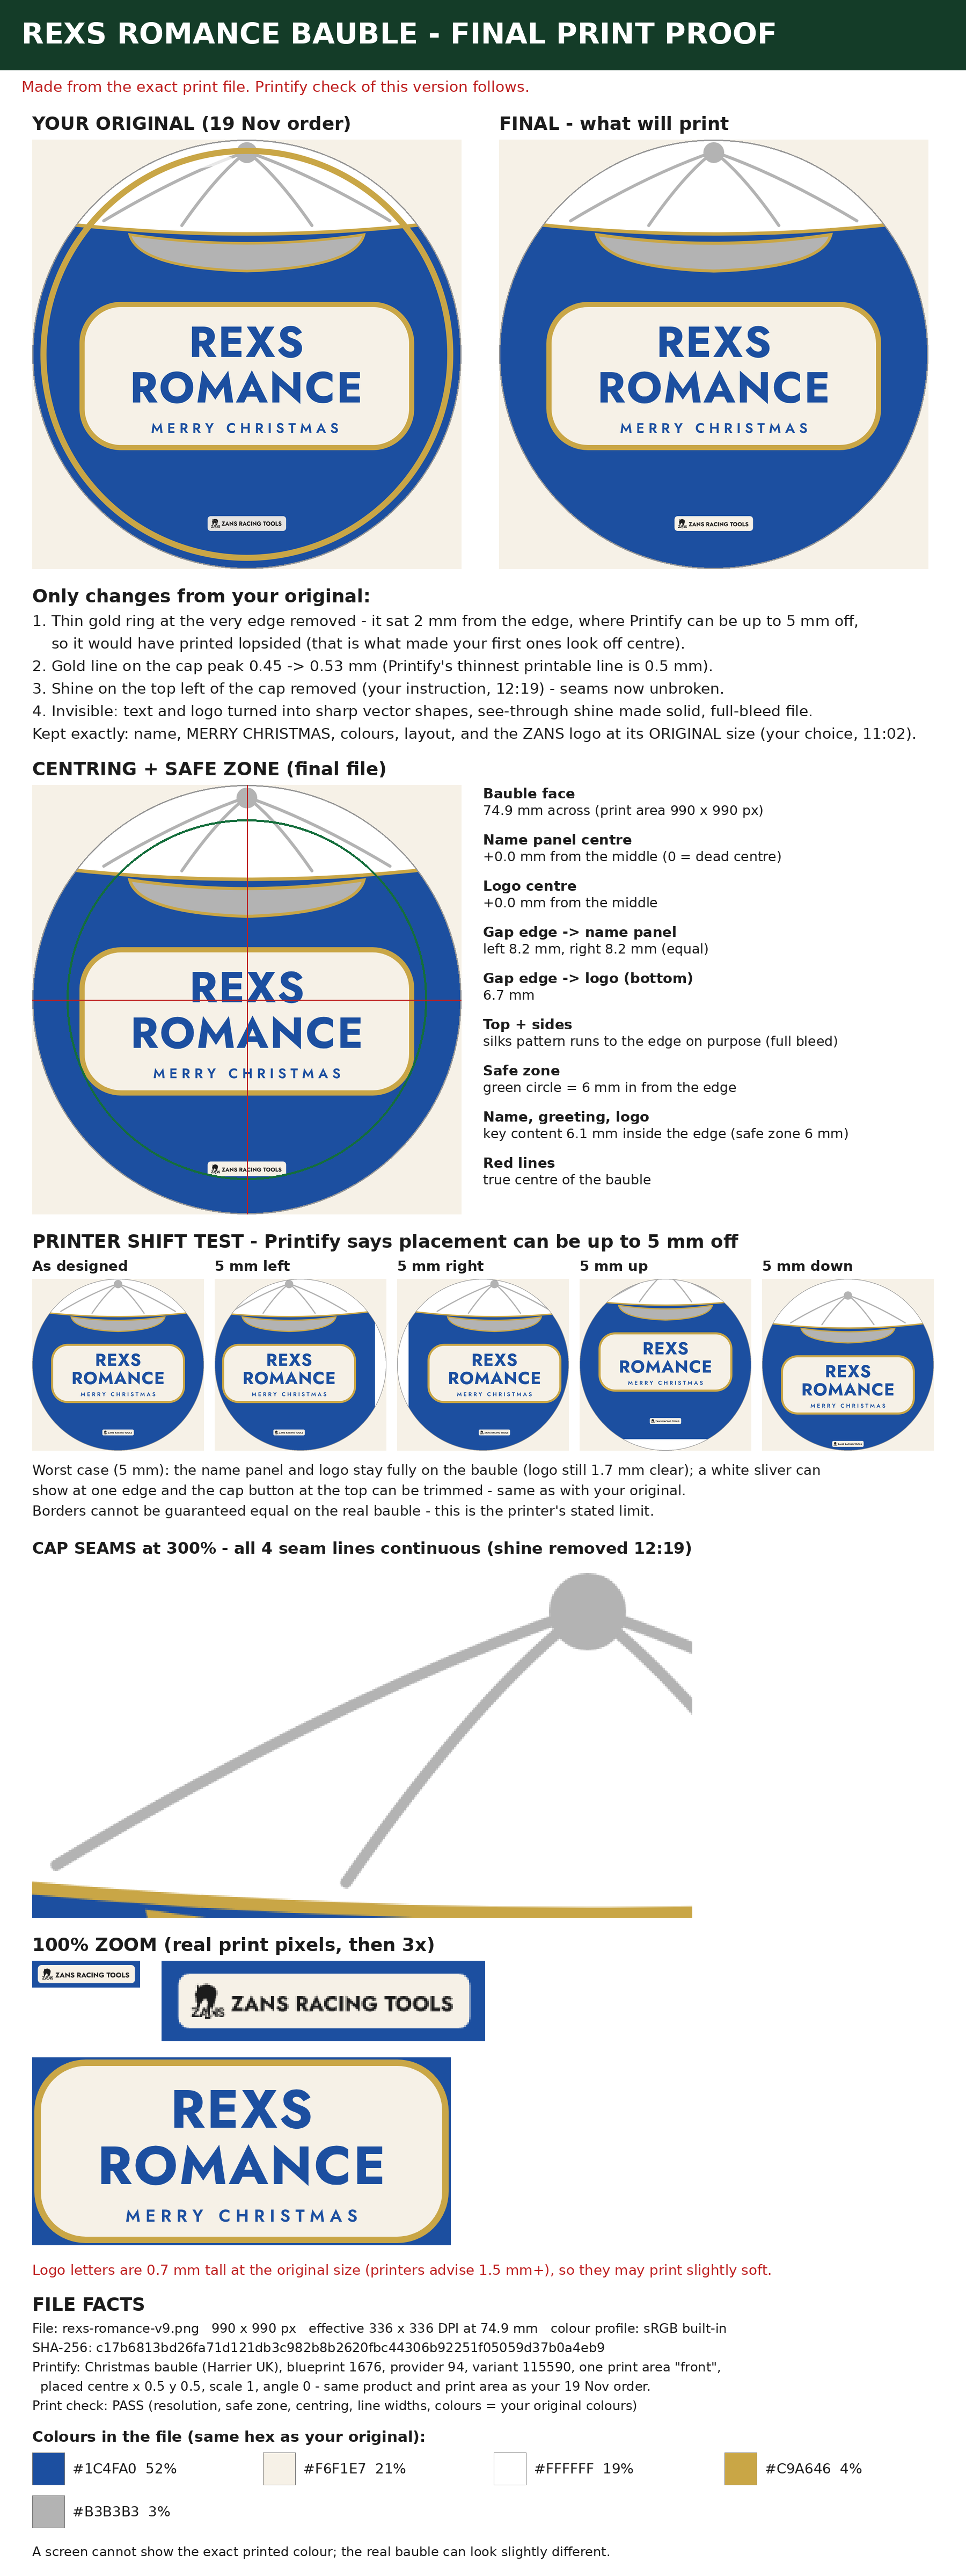 REXS ROMANCE BAUBLE - FINAL PRINT PROOF
Made from the exact print file. Printify check of this version follows.
YOUR ORIGINAL (19 Nov order)
REXS
ROMANCE
MERRY CHRISTMAS
ZANS RACING TOOLS
FINAL - what will print
REXS
ROMANCE
MERRY CHRISTMAS
ZANS RACING TOOLS
Only changes from your original:
1. Thin gold ring at the very edge removed - it sat 2 mm from the edge, where Printify can be up to 5 mm off,
so it would have printed lopsided (that is what made your first ones look off centre).
2. Gold line on the cap peak 0.45 -> 0.53 mm (Printify's thinnest printable line is 0.5 mm).
3. Shine on the top left of the cap removed (your instruction, 12:19) - seams now unbroken.
4. Invisible: text and logo turned into sharp vector shapes, see-through shine made solid, full-bleed file.
Kept exactly: name, MERRY CHRISTMAS, colours, layout, and the ZANS logo at its ORIGINAL size (your choice, 11:02).
CENTRING + SAFE ZONE (final file)
REXS
ROMANCE
MERRY CHRISTMAS
ZANS RACING TOOLS
Bauble face
74.9 mm across (print area 990 x 990 px)
Name panel centre
+0.0 mm from the middle (0 = dead centre)
Logo centre
+0.0 mm from the middle
Gap edge -> name panel
left 8.2 mm, right 8.2 mm (equal)
Gap edge -> logo (bottom)
6.7 mm
Top + sides
silks pattern runs to the edge on purpose (full bleed)
Safe zone
green circle = 6 mm in from the edge
Name, greeting, logo
key content 6.1 mm inside the edge (safe zone 6 mm)
Red lines
true centre of the bauble
PRINTER SHIFT TEST - Printify says placement can be up to 5 mm off
As designed
REXS
ROMANCE
MERRY CHRISTMAS
ZANS RACING TOOLS
5 mm left
REXS
ROMANCE
MERRY CHRISTMAS
ZANS RACING TOOLS
5 mm right
REXS
ROMANCE
MERRY CHRISTMAS
ZANS RACING TOOLS
5 mm up
REXS
ROMANCE
MERRY CHRISTMAS
ZANS RACING TOOLS
5 mm down
REXS
ROMANCE
MERRY CHRISTMAS
ZANS RACING TOOLS
Worst case (5 mm): the name panel and logo stay fully on the bauble (logo still 1.7 mm clear); a white sliver can
show at one edge and the cap button at the top can be trimmed - same as with your original.
Borders cannot be guaranteed equal on the real bauble - this is the printer's stated limit.
CAP SEAMS at 300% - all 4 seam lines continuous (shine removed 12:19)
100% ZOOM (real print pixels, then 3x)
ZANS RACING TOOLS
ZANS
ZANS RACING TOOLS
REXS
ROMANCE
MERRY CHRISTMAS
Logo letters are 0.7 mm tall at the original size (printers advise 1.5 mm+), so they may print slightly soft.
FILE FACTS
File: rexs-romance-v9.png   990 x 990 px   effective 336 x 336 DPI at 74.9 mm   colour profile: sRGB built-in
SHA-256: c17b6813bd26fa71d121db3c982b8b2620fbc44306b92251f05059d37b0a4eb9
Printify: Christmas bauble (Harrier UK), blueprint 1676, provider 94, variant 115590, one print area "front",
placed centre x 0.5 y 0.5, scale 1, angle 0 - same product and print area as your 19 Nov order.
Print check: PASS (resolution, safe zone, centring, line widths, colours = your original colours)
Colours in the file (same hex as your original):
#1C4FA0 52%
#F6F1E7 21%
#FFFFFF 19%
#C9A646 4%
#B3B3B3 3%
A screen cannot show the exact printed colour; the real bauble can look slightly different.